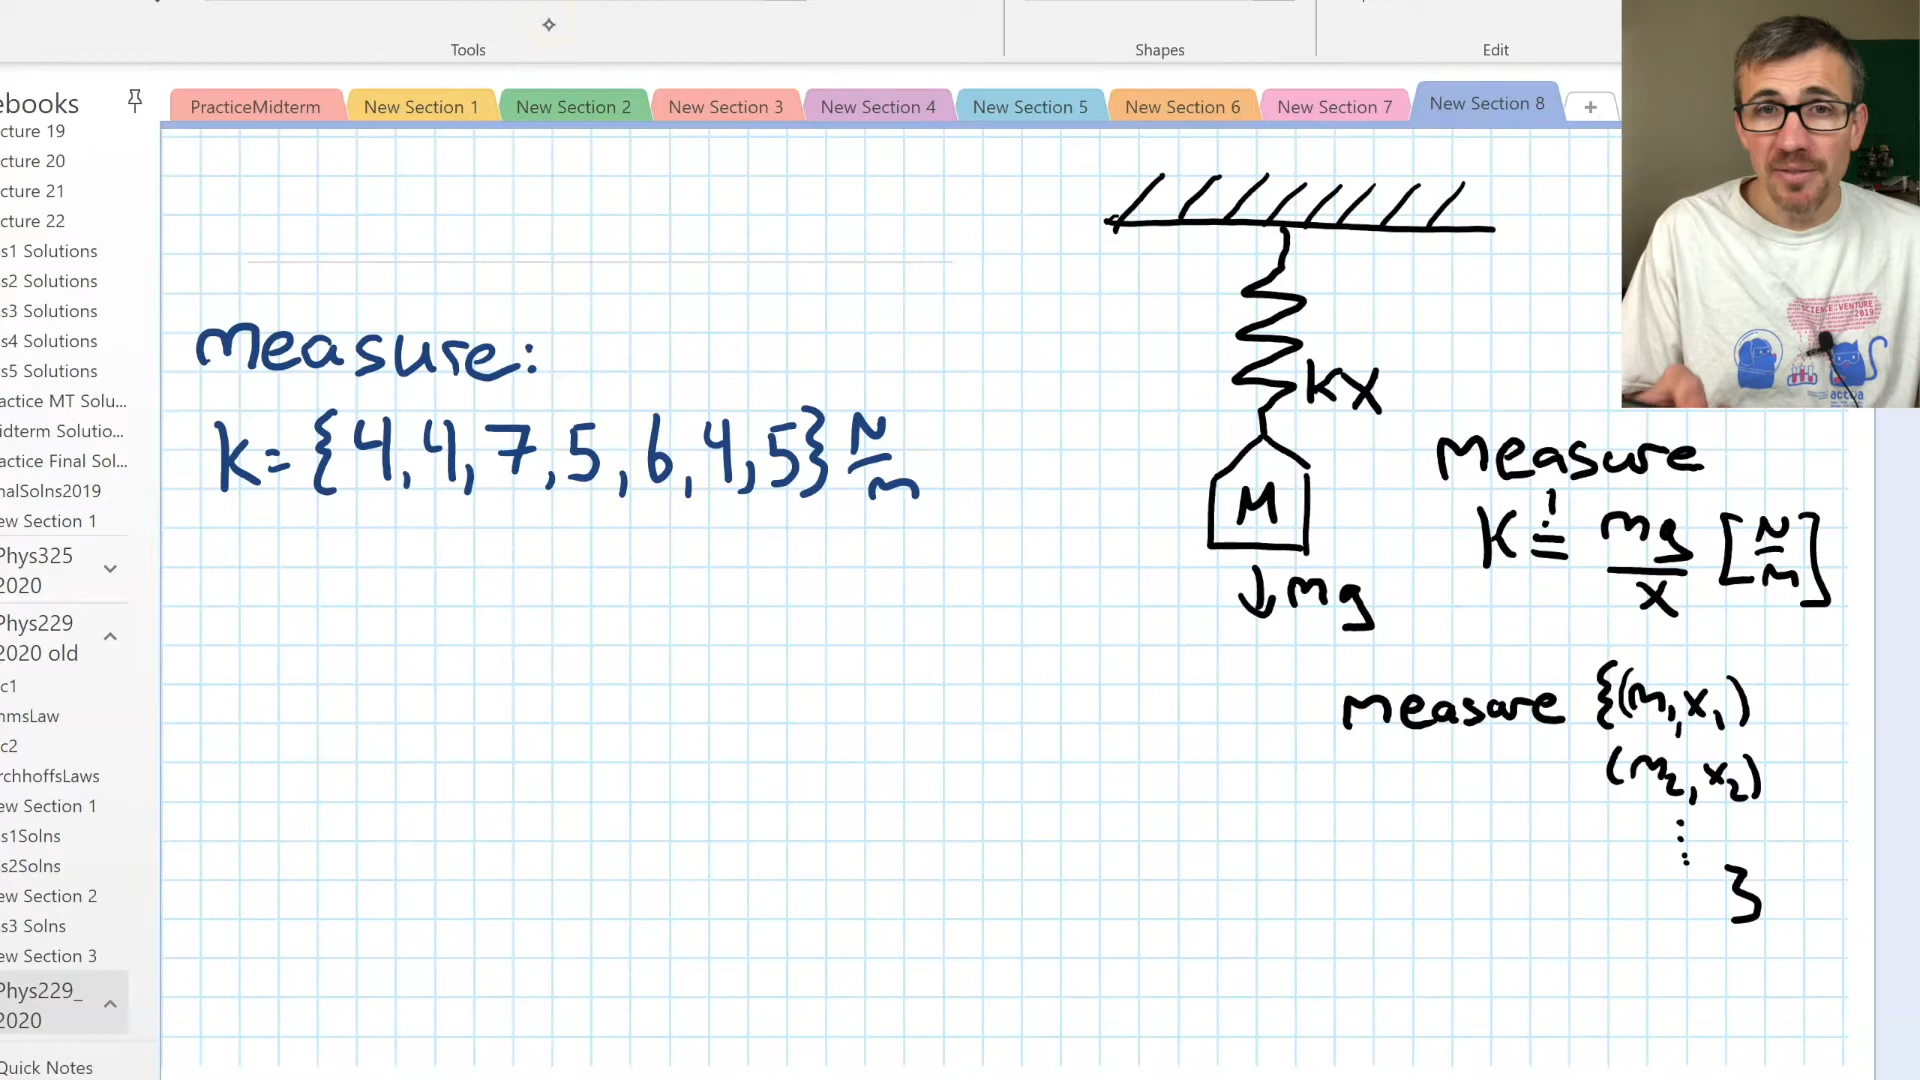 Tools
Shapes
Edit
ebooks
PracticeMidterm
New Section 1
New Section 2
New Section 3
New Section 4
New Section 5
New Section 6
New Section 7
New Section 8
+
cture 19
cture 20
cture 21
cture 22
s1 Solutions
s2 Solutions
s3 Solutions
s4 Solutions
s5 Solutions
actice MT Solu...
idterm Solutio...
actice Final Sol...
nalSolns2019
ew Section 1
Phys325
2020
Phys229
2020 old
c1
hmsLaw
c2
rchhoffsLaws
ew Section 1
s1Solns
s2Solns
ew Section 2
s3 Solns
ew Section 3
Phys229_
2020
Quick Notes
measure:
k = {4,4,7,5,6,4,5} N/m
kx
M
↓mg
measure
k ≐ mg/x [N/m]
measure {(m₁,x₁)
(m₂,x₂)
⋮
}
SCIENCE:VENTURE
2019